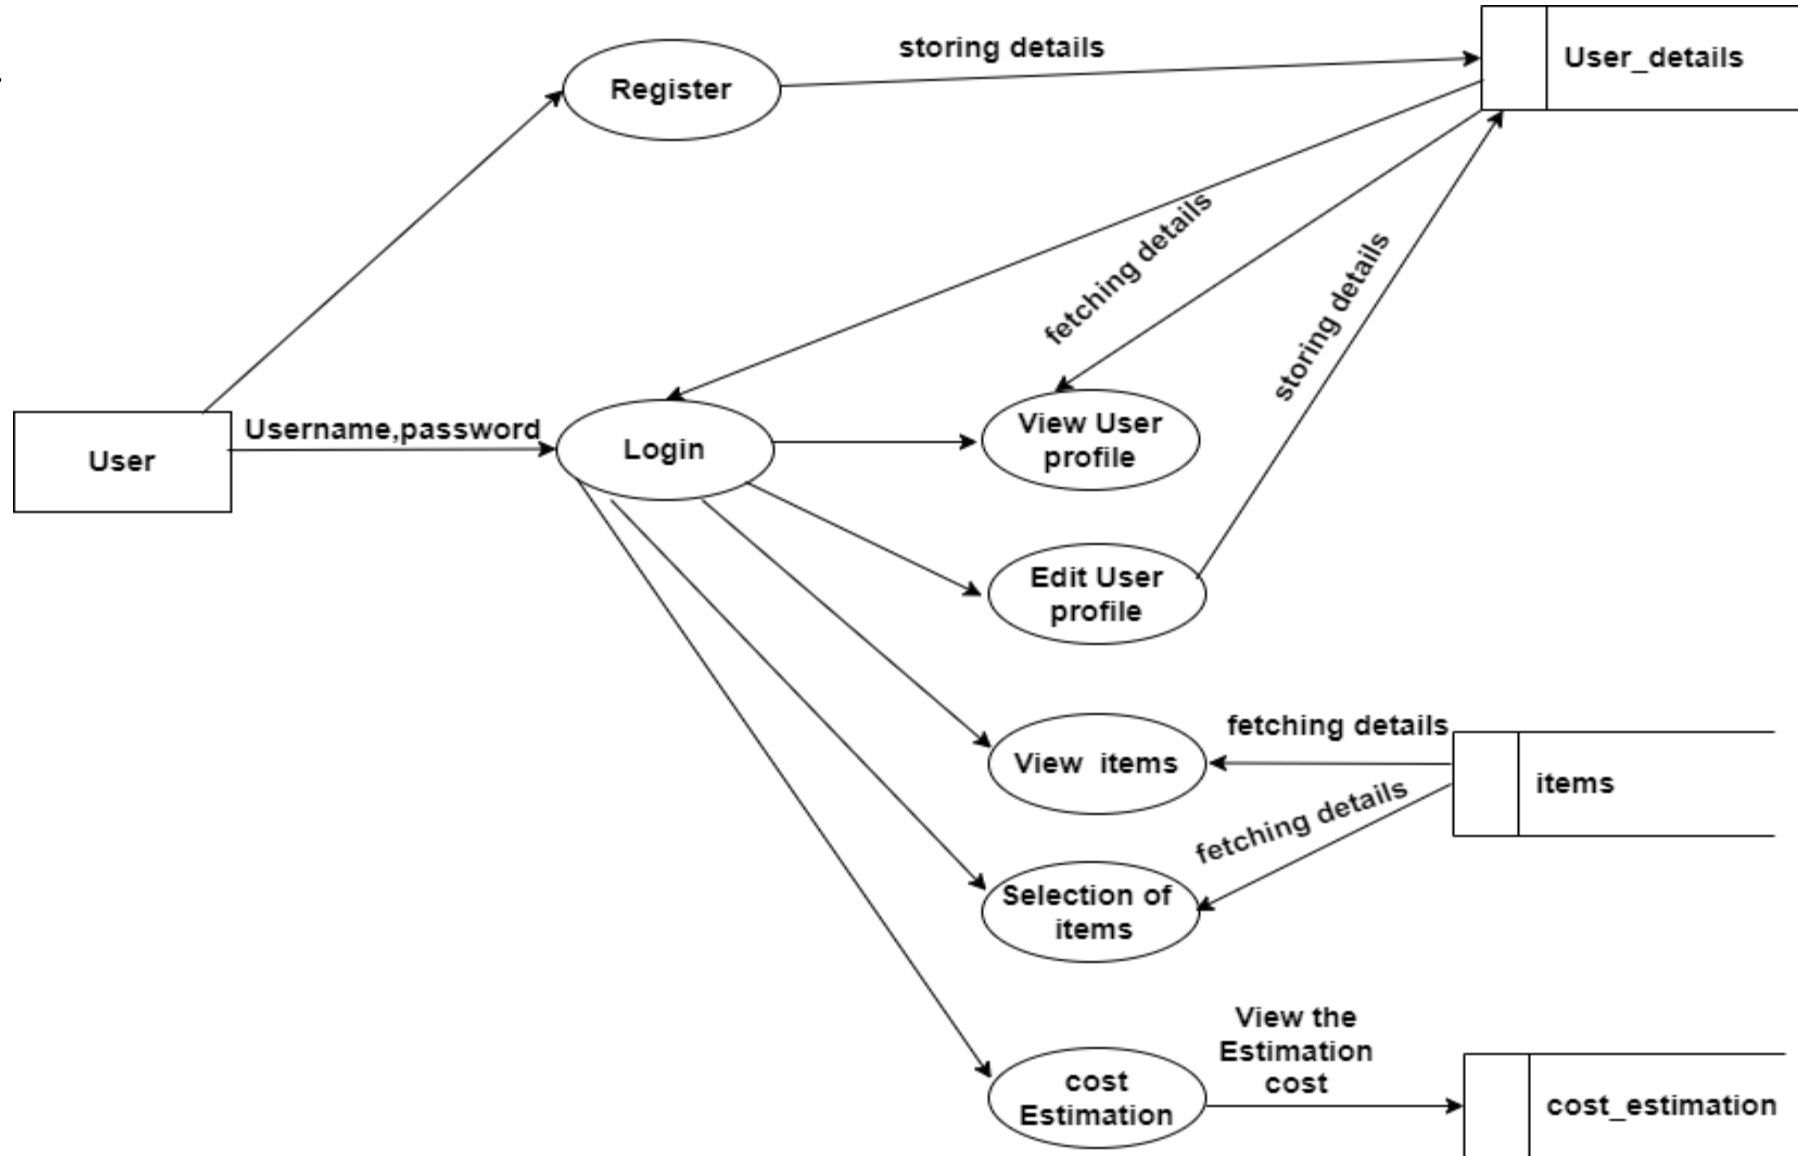 storing details
User_details
Register
fetching details
storing details
Username,password
User
Login
View User
profile
Edit User
profile
fetching details
View  items
items
fetching details
Selection of
items
View the
Estimation
cost
cost
Estimation
cost_estimation